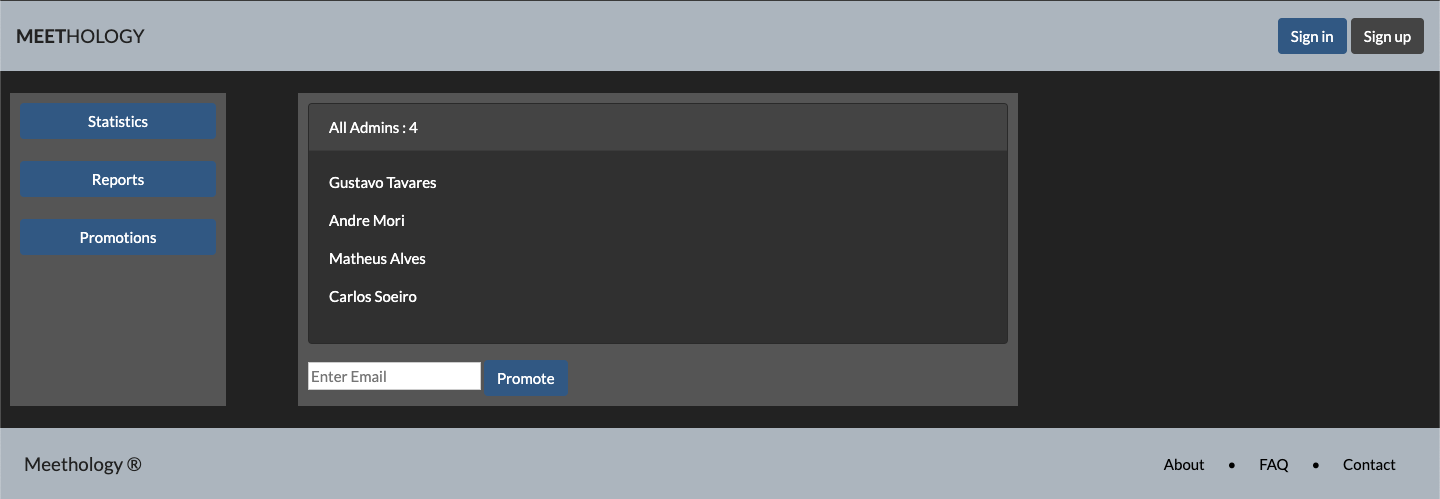 MEETHOLOGY
Sign in
Sign up
Statistics
Reports
Promotions
All Admins : 4
Gustavo Tavares
Andre Mori
Matheus Alves
Carlos Soeiro
Enter Email
Promote
Meethology ®
About • FAQ • Contact